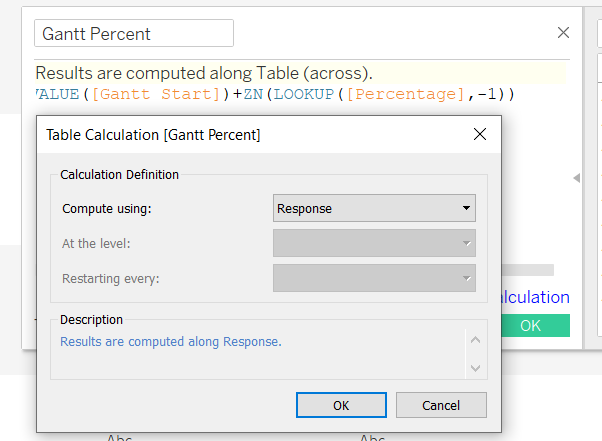 Gantt Percent
Results are computed along Table (across).
VALUE([Gantt Start])+ZN(LOOKUP([Percentage],-1))
Table Calculation [Gantt Percent]
Calculation Definition
Compute using:
Response
At the level:
Restarting every:
lculation
Description
OK
Results are computed along Response.
OK
Cancel
Abc
Abc